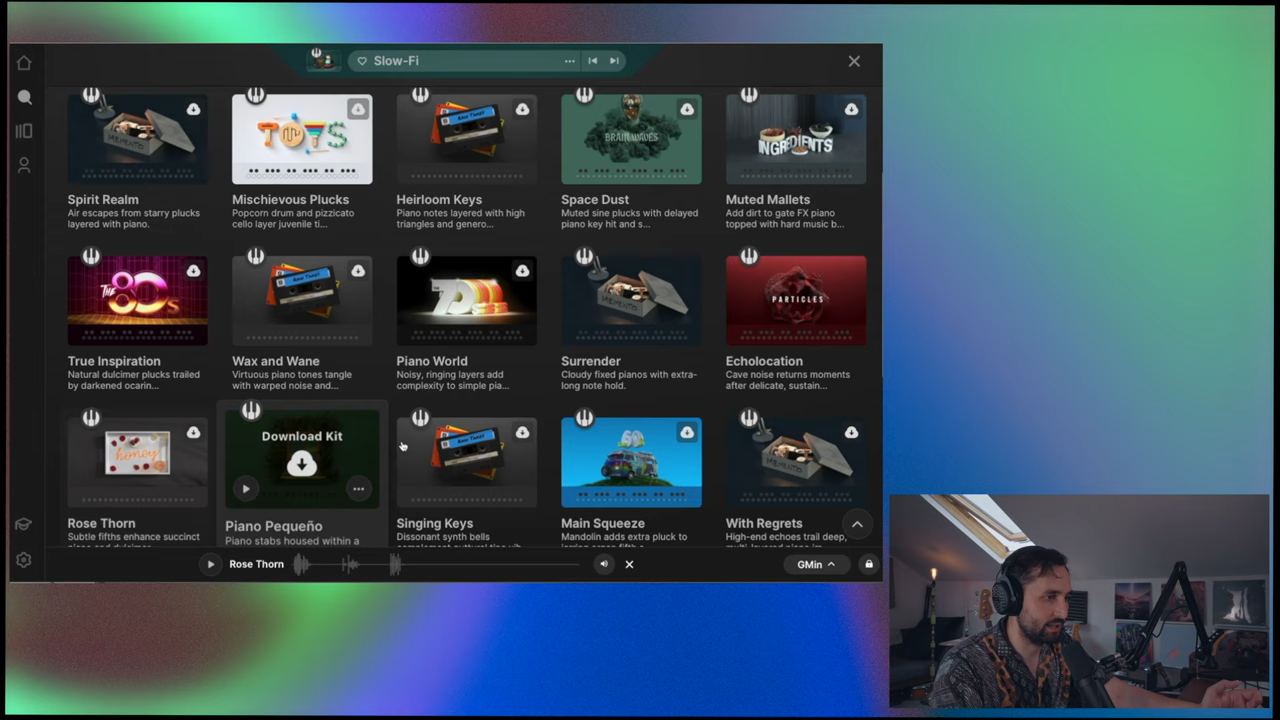 Slow-Fi
TOYS
BRAIN WAVES
INGREDIENTS
Spirit Realm
Air escapes from starry plucks
layered with piano.
Mischievous Plucks
Popcorn drum and pizzicato
cello layer juvenile ti...
Heirloom Keys
Piano notes layered with high
triangles and genero...
Space Dust
Muted sine plucks with delayed
piano key hit and s...
Muted Mallets
Add dirt to gate FX piano
topped with hard music b...
THE 80s
THE 70s
MEMENTO
PARTICLES
True Inspiration
Natural dulcimer plucks trailed
by darkened ocarin...
Wax and Wane
Virtuous piano tones tangle
with warped noise and...
Piano World
Noisy, ringing layers add
complexity to simple pia...
Surrender
Cloudy fixed pianos with extra-
long note hold.
Echolocation
Cave noise returns moments
after delicate, sustain...
honey
Download Kit
60
Rose Thorn
Subtle fifths enhance succinct
Piano Pequeño
Piano stabs housed within a
Singing Keys
Dissonant synth bells
Main Squeeze
Mandolin adds extra pluck to
With Regrets
High-end echoes trail deep,
Rose Thorn
GMin